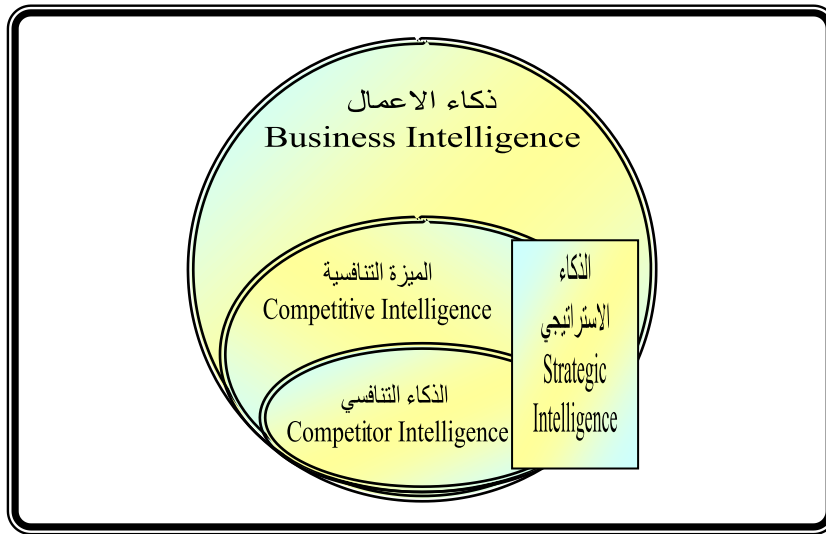 ذكاء الاعمال
Business Intelligence
الميزة التنافسية
Competitive Intelligence
الذكاء التنافسي
Competitor Intelligence
الذكاء
الاستراتيجي
Strategic
Intelligence